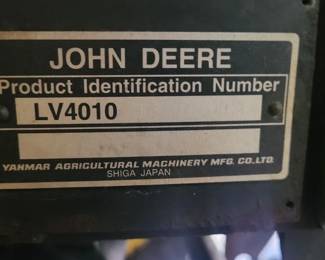 JOHN DEERE
Product Identification Number
LV4010
YANMAR AGRICULTURAL MACHINERY MFG. CO. LTD.
SHIGA JAPAN